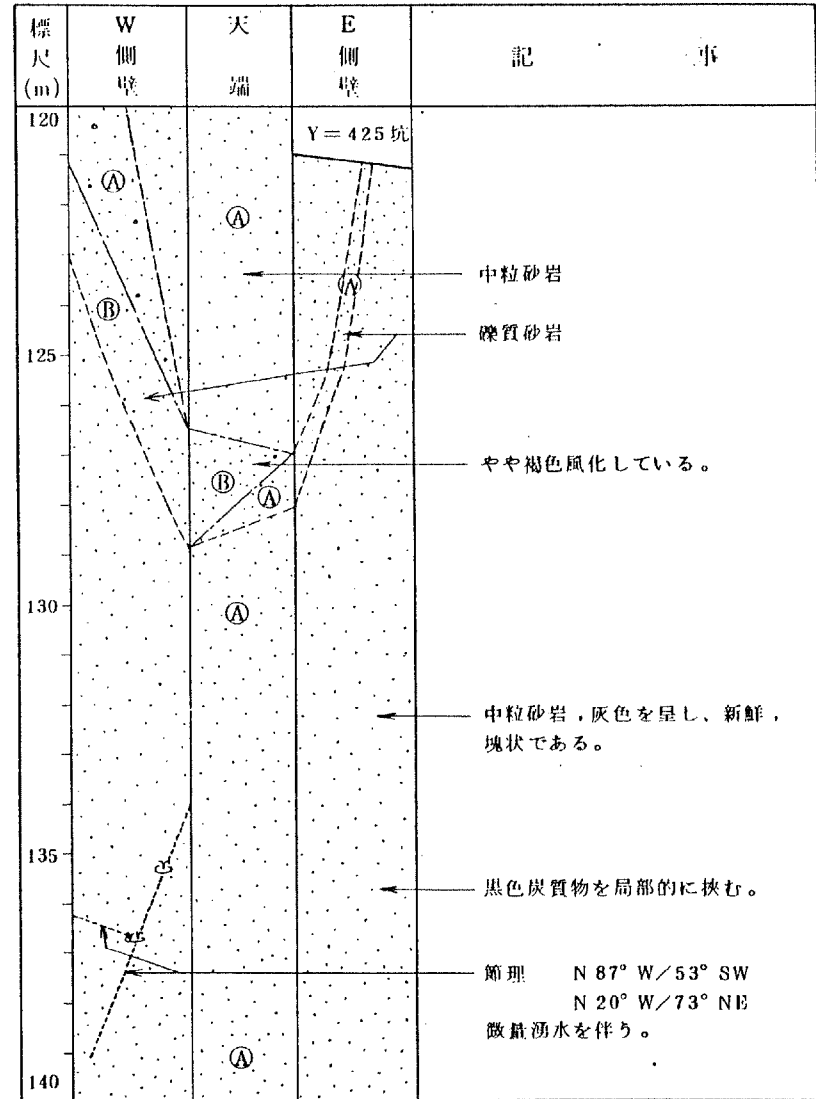 標尺(m)
W側壁
天端
E側壁
記事
120
Y=425坑
Ⓐ
Ⓐ
中粒砂岩
Ⓐ
Ⓑ
礫質砂岩
125
やや褐色風化している。
Ⓑ
Ⓐ
130
Ⓐ
中粒砂岩,灰色を呈し、新鮮,
塊状である。
135
黒色炭質物を局部的に挟む。
節理 N 87° W/53° SW
N 20° W/73° NE
微量湧水を伴う。
Ⓐ
140